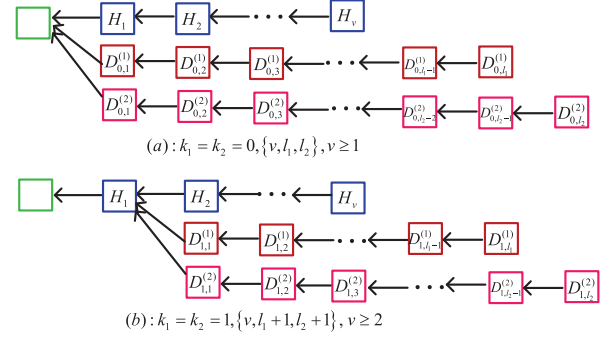 H_1 H_2 ... H_v
D_{0,1}^{(1)} D_{0,2}^{(1)} D_{0,3}^{(1)} ... D_{0,l_1-1}^{(1)} D_{0,l_1}^{(1)}
D_{0,1}^{(2)} D_{0,2}^{(2)} D_{0,3}^{(2)} ... D_{0,l_2-2}^{(2)} D_{0,l_2-1}^{(2)} D_{0,l_2}^{(2)}
(a): k_1 = k_2 = 0, {v, l_1, l_2}, v ≥ 1
H_1 H_2 ... H_v
D_{1,1}^{(1)} D_{1,2}^{(1)} ... D_{1,l_1-1}^{(1)} D_{1,l_1}^{(1)}
D_{1,1}^{(2)} D_{1,2}^{(2)} D_{1,3}^{(2)} ... D_{1,l_2-1}^{(2)} D_{1,l_2}^{(2)}
(b): k_1 = k_2 = 1, {v, l_1 + 1, l_2 + 1}, v ≥ 2